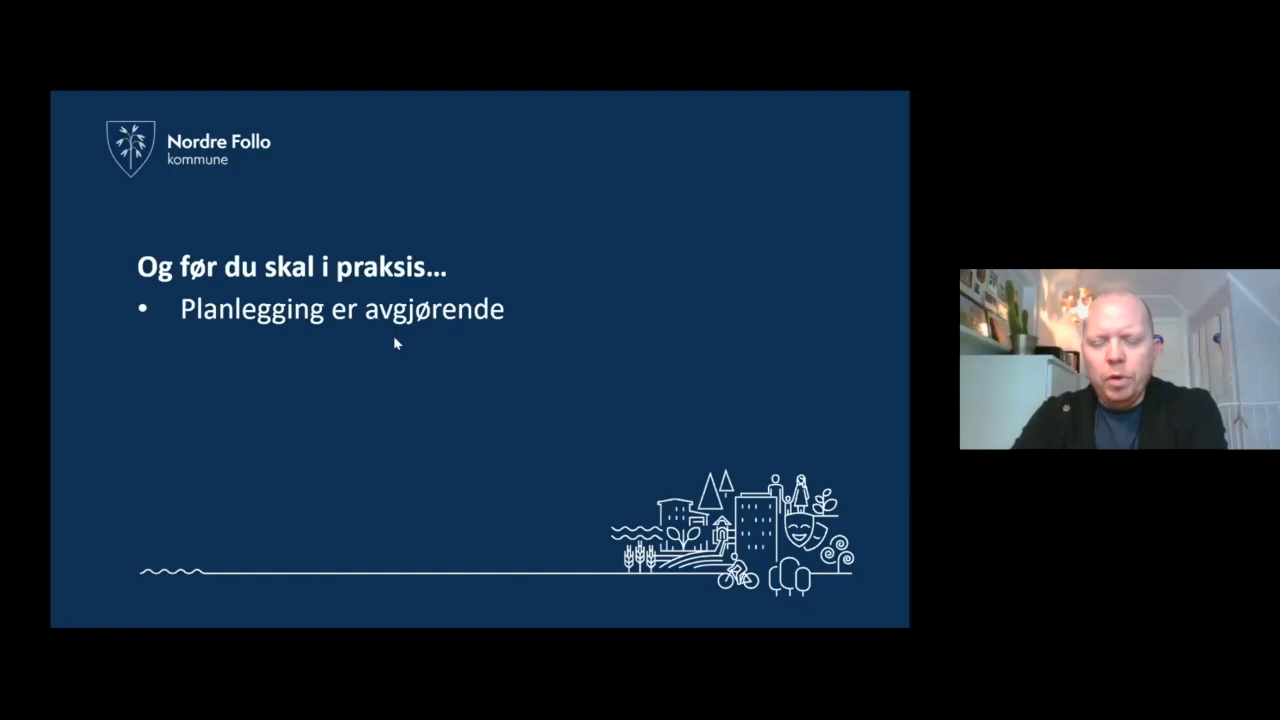 Nordre Follo
kommune
Og før du skal i praksis...
• Planlegging er avgjørende